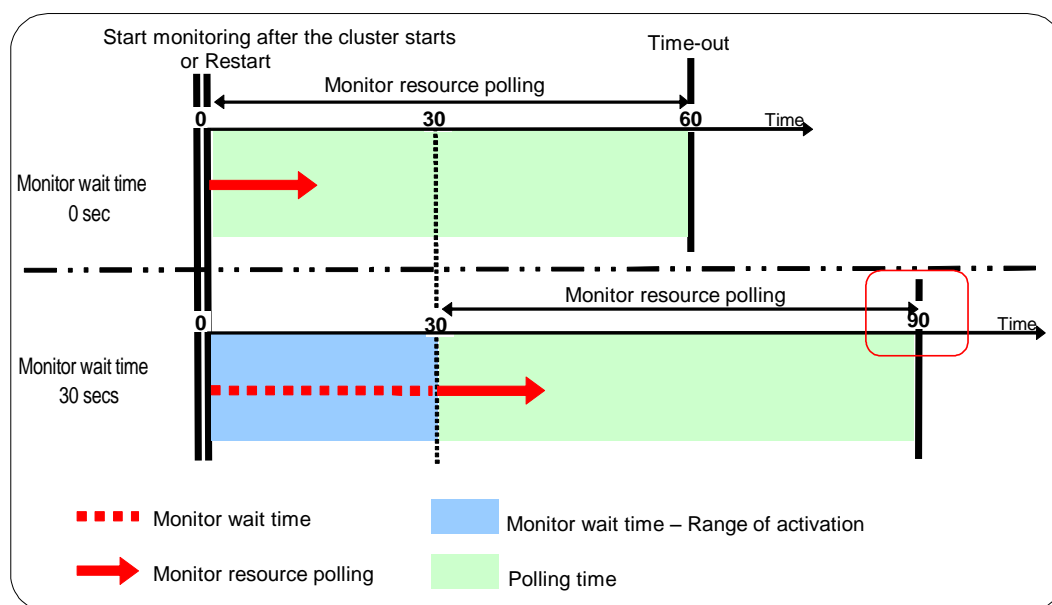 Start monitoring after the cluster starts
or Restart
Time-out
Monitor resource polling
0
30
60
Time
Monitor wait time
0 sec
Monitor resource polling
0
30
90
Time
Monitor wait time
30 secs
Monitor wait time
Monitor wait time – Range of activation
Monitor resource polling
Polling time